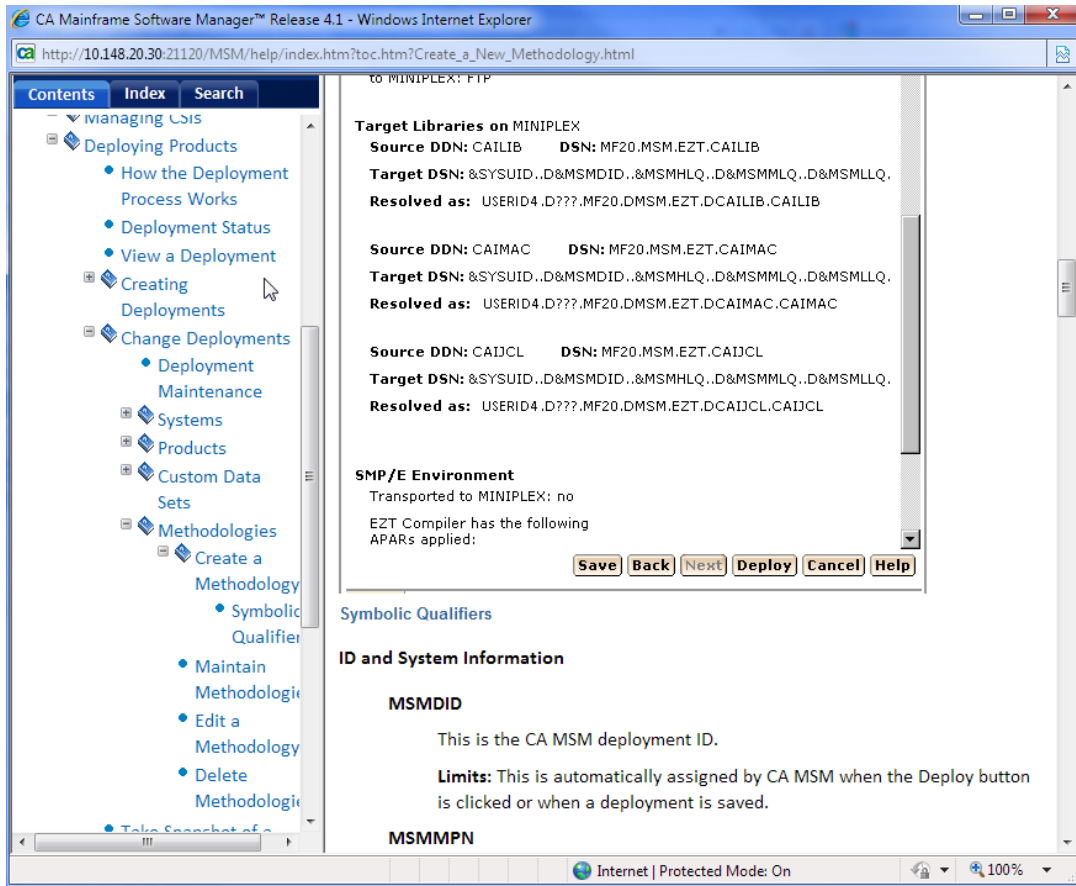 CA Mainframe Software Manager™ Release 4.1 - Windows Internet Explorer
http://10.148.20.30:21120/MSM/help/index.htm?toc.htm?Create_a_New_Methodology.html
Contents
Index
Search
Managing CSIs
Deploying Products
How the Deployment
Process Works
Deployment Status
View a Deployment
Creating
Deployments
Change Deployments
Deployment
Maintenance
Systems
Products
Custom Data
Sets
Methodologies
Create a
Methodology
Symbolic
Qualifier
Maintain
Methodologie
Edit a
Methodology
Delete
Methodologie
Take Snapshot of a
to MINIPLEX: FTP
Target Libraries on MINIPLEX
Source DDN: CAILIB DSN: MF20.MSM.EZT.CAILIB
Target DSN: &SYSUID..D&MSMDID..&MSMHLQ..D&MSMMLQ..D&MSMLLQ.
Resolved as: USERID4.D???.MF20.DMSM.EZT.DCAILIB.CAILIB
Source DDN: CAIMAC DSN: MF20.MSM.EZT.CAIMAC
Target DSN: &SYSUID..D&MSMDID..&MSMHLQ..D&MSMMLQ..D&MSMLLQ.
Resolved as: USERID4.D???.MF20.DMSM.EZT.DCAIMAC.CAIMAC
Source DDN: CAIJCL DSN: MF20.MSM.EZT.CAIJCL
Target DSN: &SYSUID..D&MSMDID..&MSMHLQ..D&MSMMLQ..D&MSMLLQ.
Resolved as: USERID4.D???.MF20.DMSM.EZT.DCAIJCL.CAIJCL
SMP/E Environment
Transported to MINIPLEX: no
EZT Compiler has the following
APARs applied:
Save Back Next Deploy Cancel Help
Symbolic Qualifiers
ID and System Information
MSMDID
This is the CA MSM deployment ID.
Limits: This is automatically assigned by CA MSM when the Deploy button
is clicked or when a deployment is saved.
MSMMPN
Internet | Protected Mode: On
100%